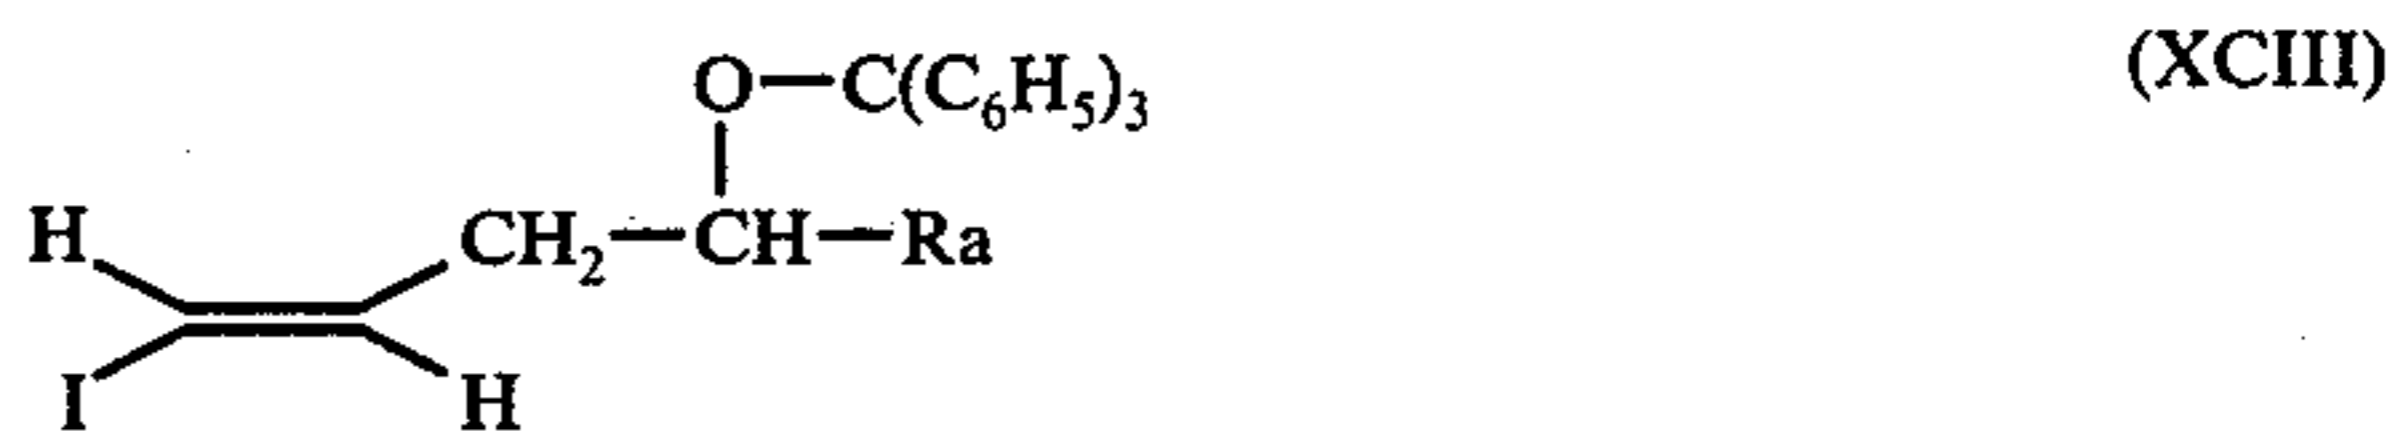 O—C(C₆H₅)₃ (XCIII)
H CH₂—CH—Ra
I H